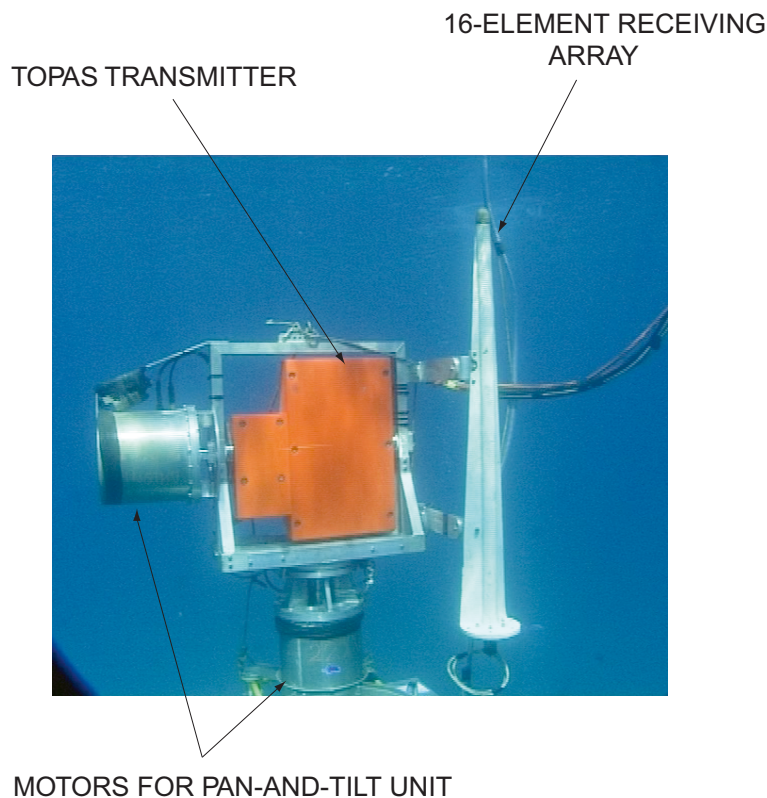 16-ELEMENT RECEIVING
ARRAY
TOPAS TRANSMITTER
MOTORS FOR PAN-AND-TILT UNIT